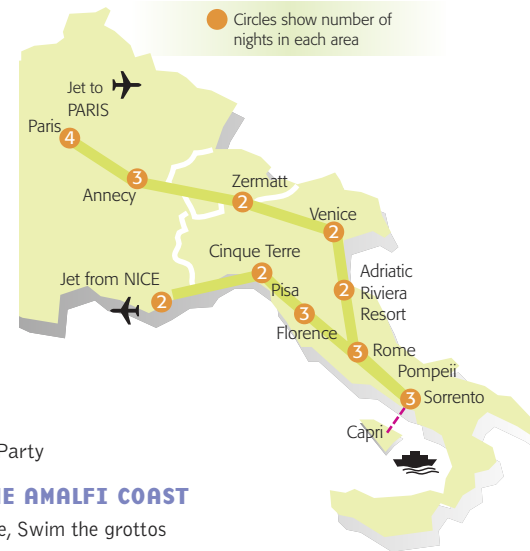 Circles show number of
nights in each area
Jet to
PARIS
Paris
4
3
Annecy
Zermatt
2
Venice
2
Cinque Terre
2
Jet from NICE
2
Pisa
3
Florence
Adriatic
2 Riviera
Resort
3 Rome
Pompeii
3 Sorrento
Capri
Party
E AMALFI COAST
e, Swim the grottos